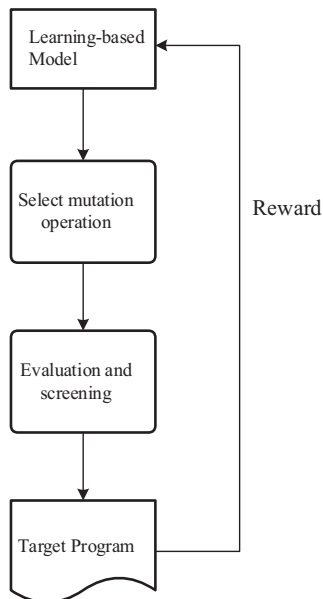 Learning-based
Model
Select mutation
operation
Reward
Evaluation and
screening
Target Program